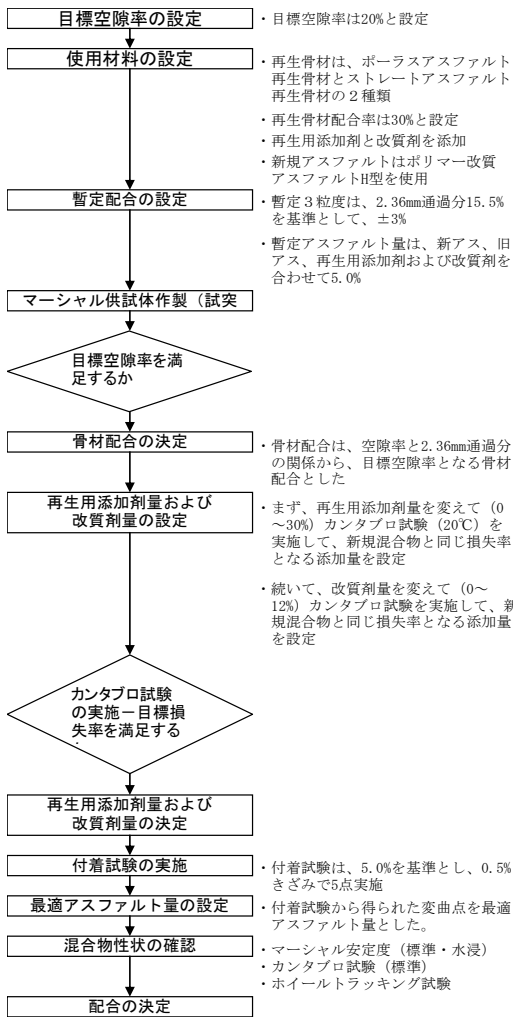 目標空隙率の設定
・目標空隙率は20%と設定
使用材料の設定
・再生骨材は、ポーラスアスファルト
再生骨材とストレートアスファルト
再生骨材の２種類
・再生骨材配合率は30%と設定
・再生用添加剤と改質剤を添加
・新規アスファルトはポリマー改質
アスファルトH型を使用
暫定配合の設定
・暫定３粒度は、2.36mm通過分15.5%
を基準として、±3%
・暫定アスファルト量は、新アス、旧
アス、再生用添加剤および改質剤を
合わせて5.0%
マーシャル供試体作製（試突
目標空隙率を満
足するか
骨材配合の決定
・骨材配合は、空隙率と2.36mm通過分
の関係から、目標空隙率となる骨材
配合とした
再生用添加剤量および
改質剤量の設定
・まず、再生用添加剤量を変えて（0
～30%）カンタブロ試験（20℃）を
実施して、新規混合物と同じ損失率
となる添加量を設定
・続いて、改質剤量を変えて（0～
12%）カンタブロ試験を実施して、新
規混合物と同じ損失率となる添加量
を設定
カンタブロ試験
の実施－目標損
失率を満足する
再生用添加剤量および
改質剤量の決定
付着試験の実施
・付着試験は、5.0%を基準とし、0.5%
きざみで5点実施
最適アスファルト量の設定
・付着試験から得られた変曲点を最適
アスファルト量とした。
混合物性状の確認
・マーシャル安定度（標準・水浸）
・カンタブロ試験（標準）
・ホイールトラッキング試験
配合の決定